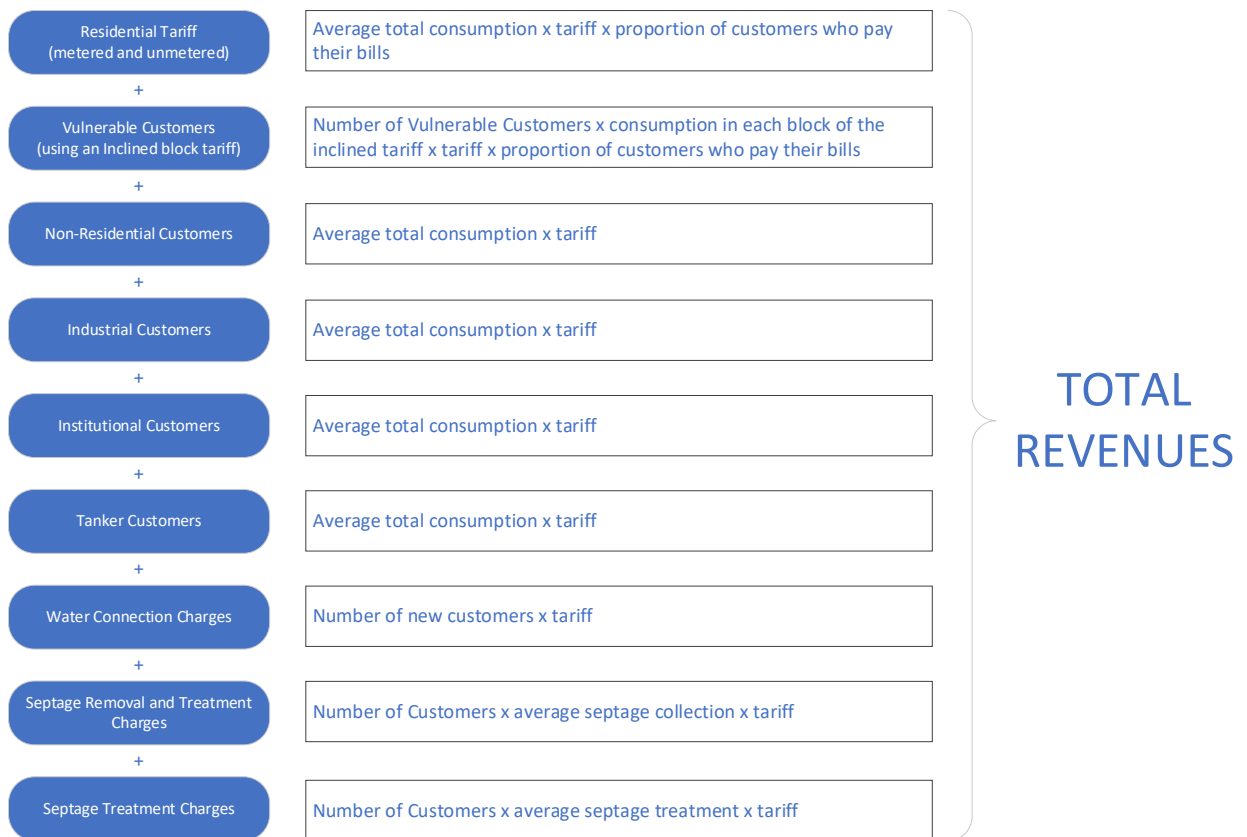 Residential Tariff
(metered and unmetered)
Average total consumption x tariff x proportion of customers who pay
their bills
+
Vulnerable Customers
(using an Inclined block tariff)
Number of Vulnerable Customers x consumption in each block of the
inclined tariff x tariff x proportion of customers who pay their bills
+
Non-Residential Customers
Average total consumption x tariff
+
Industrial Customers
Average total consumption x tariff
+
Institutional Customers
Average total consumption x tariff
+
Tanker Customers
Average total consumption x tariff
+
Water Connection Charges
Number of new customers x tariff
+
Septage Removal and Treatment
Charges
Number of Customers x average septage collection x tariff
+
Septage Treatment Charges
Number of Customers x average septage treatment x tariff
TOTAL
REVENUES